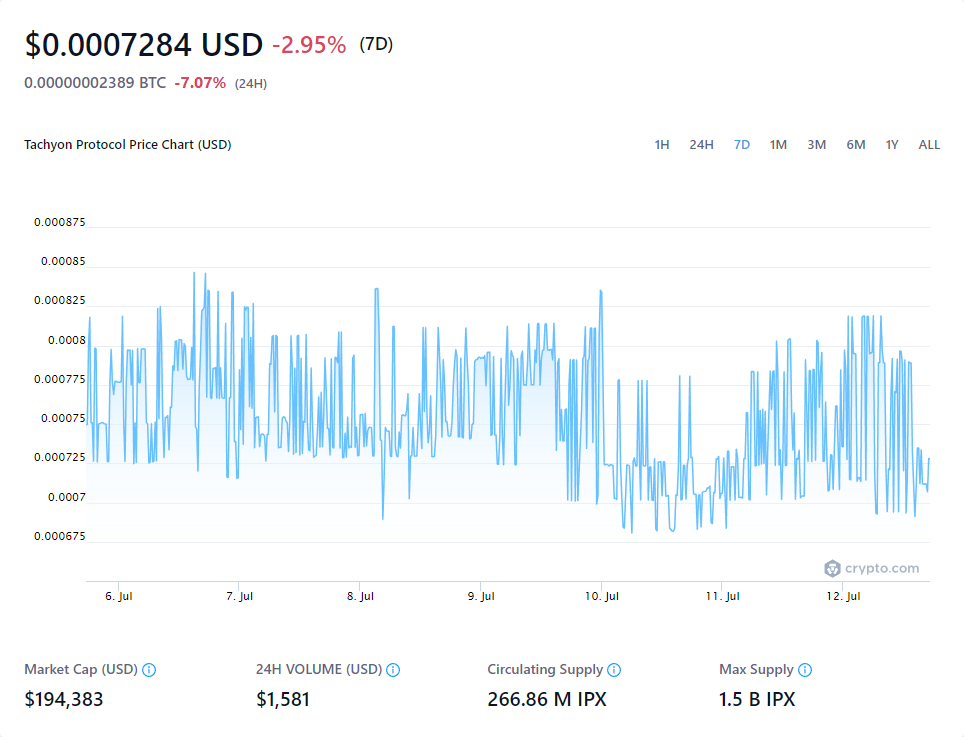 $0.0007284 USD -2.95% (7D)
0.00000002389 BTC -7.07% (24H)
Tachyon Protocol Price Chart (USD) 1H 24H 7D 1M 3M 6M 1Y ALL
0.000875
0.00085
0.000825
0.0008
0.000775
0.00075
0.000725
0.0007
0.000675
crypto.com
6. Jul 7. Jul 8. Jul 9. Jul 10. Jul 11. Jul 12. Jul
Market Cap (USD) 24H VOLUME (USD) Circulating Supply Max Supply
$194,383 $1,581 266.86 M IPX 1.5 B IPX